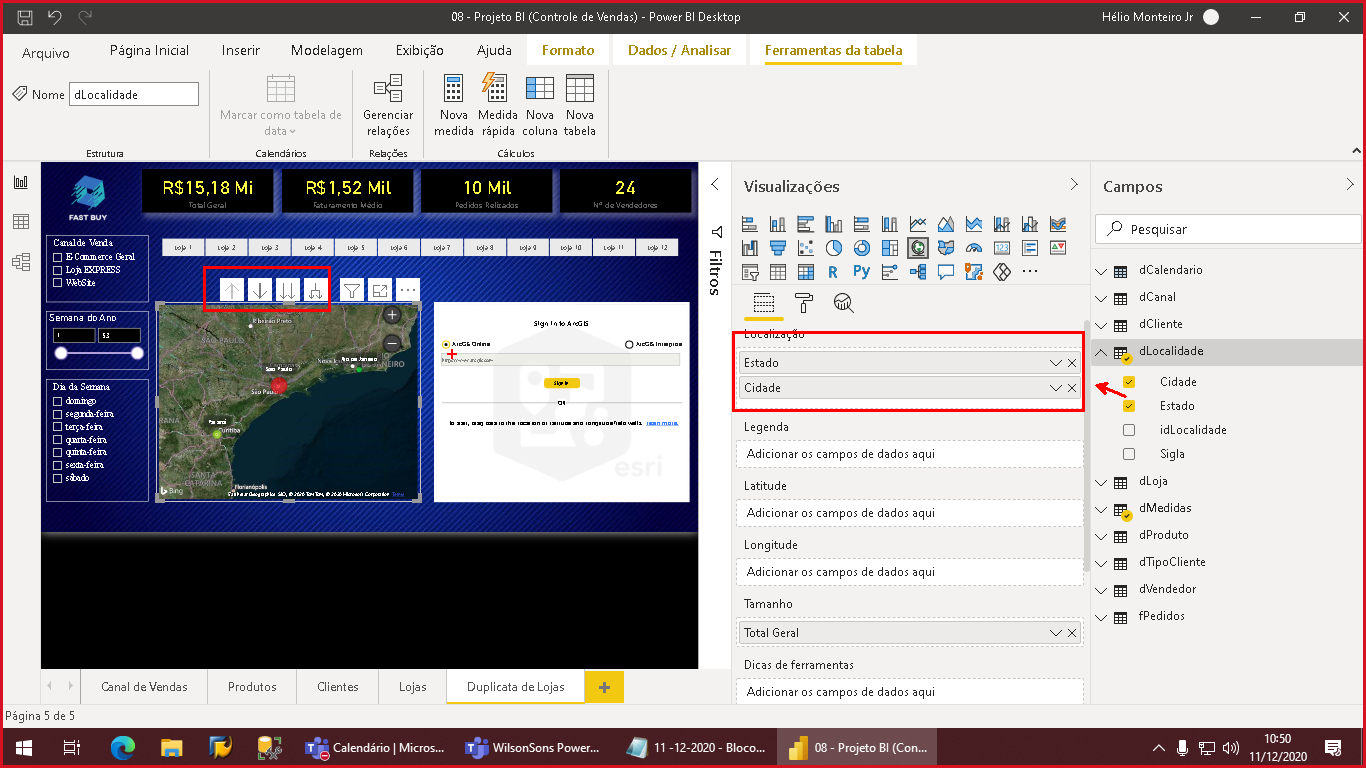 08 - Projeto BI (Controle de Vendas) - Power BI Desktop
Hélio Monteiro Jr
Arquivo
Página Inicial
Inserir
Modelagem
Exibição
Ajuda
Formato
Dados / Analisar
Ferramentas da tabela
Nome
dLocalidade
Marcar como tabela de
data
Gerenciar
relações
Nova
medida
Medida
rápida
Nova
coluna
Nova
tabela
Estrutura
Calendários
Relações
Cálculos
FAST BUY
R$15,18 Mi
Total Geral
R$1,52 Mil
Faturamento Médio
10 Mil
Pedidos Relizados
24
Nº de Vendedores
Canal de Venda
E-Commerce Geral
Loja EXPRESS
WebSite
Loja 1
Loja 2
Loja 3
Loja 4
Loja 5
Loja 6
Loja 7
Loja 8
Loja 9
Loja 10
Loja 11
Loja 12
Semana do Ano
1
53
Dia da Semana
domingo
segunda-feira
terça-feira
quarta-feira
quinta-feira
sexta-feira
sábado
Ribeirão Preto
SÃO PAULO
Rio de Janeiro
São Paulo
São Paulo
Paraná
Curitiba
SANTA
CATARINA
Florianópolis
Bing
Sign in to ArcGIS
ArcGIS Online
ArcGIS Enterprise
Sign In
OR
Learn more.
esri
Filtros
Visualizações
R
Py
123
Localização
Estado
Cidade
Legenda
Adicionar os campos de dados aqui
Latitude
Adicionar os campos de dados aqui
Longitude
Adicionar os campos de dados aqui
Tamanho
Total Geral
Dicas de ferramentas
Adicionar os campos de dados aqui
Campos
Pesquisar
dCalendario
dCanal
dCliente
dLocalidade
Cidade
Estado
idLocalidade
Sigla
dLoja
dMedidas
dProduto
dTipoCliente
dVendedor
fPedidos
Canal de Vendas
Produtos
Clientes
Lojas
Duplicata de Lojas
Página 5 de 5
Calendário | Micros...
WilsonSons Power...
11 -12-2020 - Bloco...
08 - Projeto BI (Con...
10:50
11/12/2020